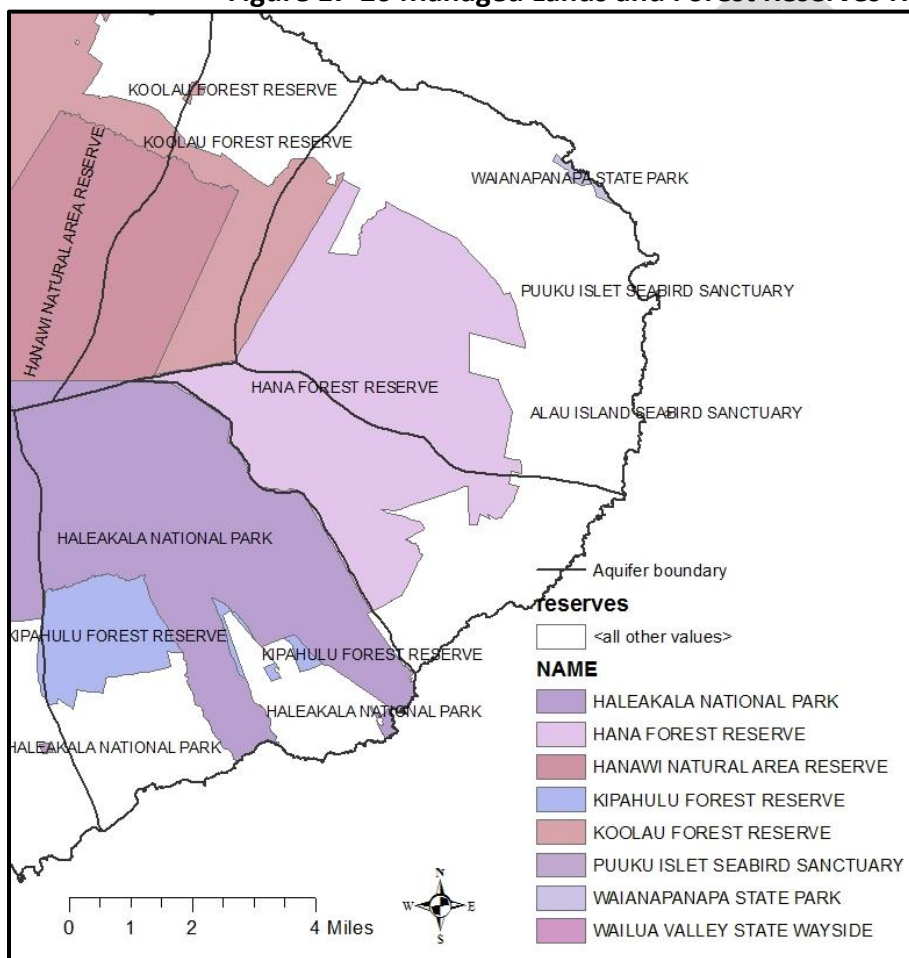 KOOLAU FOREST RESERVE
KOOLAU FOREST RESERVE
HANAWI NATURAL AREA RESERVE
WAIANAPANAPA STATE PARK
PUUKU ISLET SEABIRD SANCTUARY
HANA FOREST RESERVE
ALAU ISLAND SEABIRD SANCTUARY
HALEAKALA NATIONAL PARK
KIPAHULU FOREST RESERVE
KIPAHULU FOREST RESERVE
HALEAKALA NATIONAL PARK
HALEAKALA NATIONAL PARK
Aquifer boundary
reserves
<all other values>
NAME
HALEAKALA NATIONAL PARK
HANA FOREST RESERVE
HANAWI NATURAL AREA RESERVE
KIPAHULU FOREST RESERVE
KOOLAU FOREST RESERVE
PUUKU ISLET SEABIRD SANCTUARY
WAIANAPANAPA STATE PARK
WAILUA VALLEY STATE WAYSIDE
N
W E
S
0 1 2 4 Miles